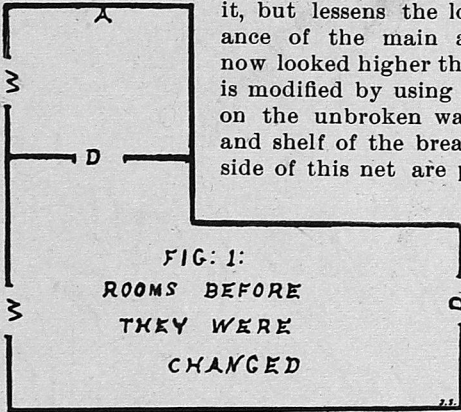 it, but lessens the lo
ance of the main a
now looked higher th
is modified by using
on the unbroken wa
and shelf of the brea
side of this net are p
A
W
D
FIG: 1:
ROOMS BEFORE
THEY WERE
CHANGED
W
D